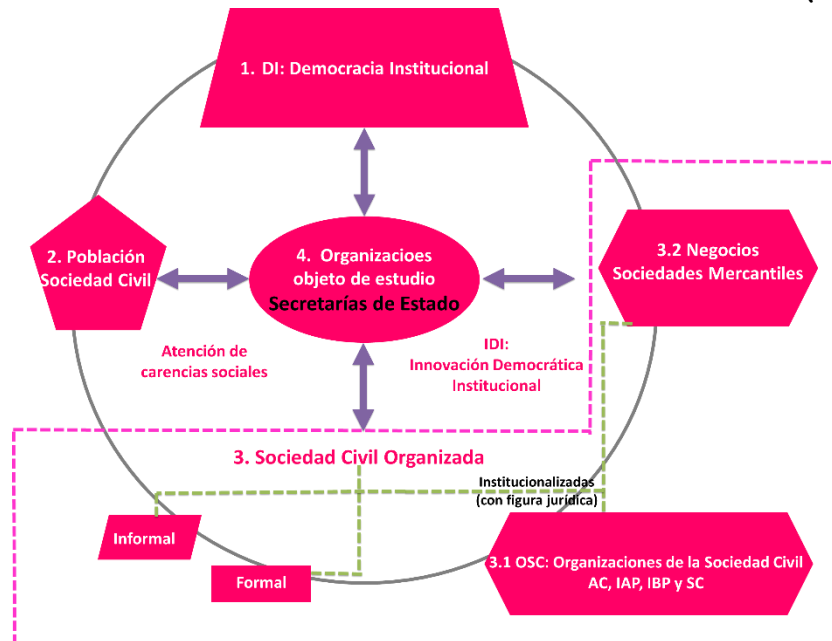 1. DI: Democracia Institucional
2. Población
Sociedad Civil
4. Organizacioes
objeto de estudio
Secretarías de Estado
3.2 Negocios
Sociedades Mercantiles
Atención de
carencias sociales
IDI:
Innovación Democrática
Institucional
3. Sociedad Civil Organizada
Institucionalizadas
(con figura jurídica)
Informal
Formal
3.1 OSC: Organizaciones de la Sociedad Civil
AC, IAP, IBP y SC